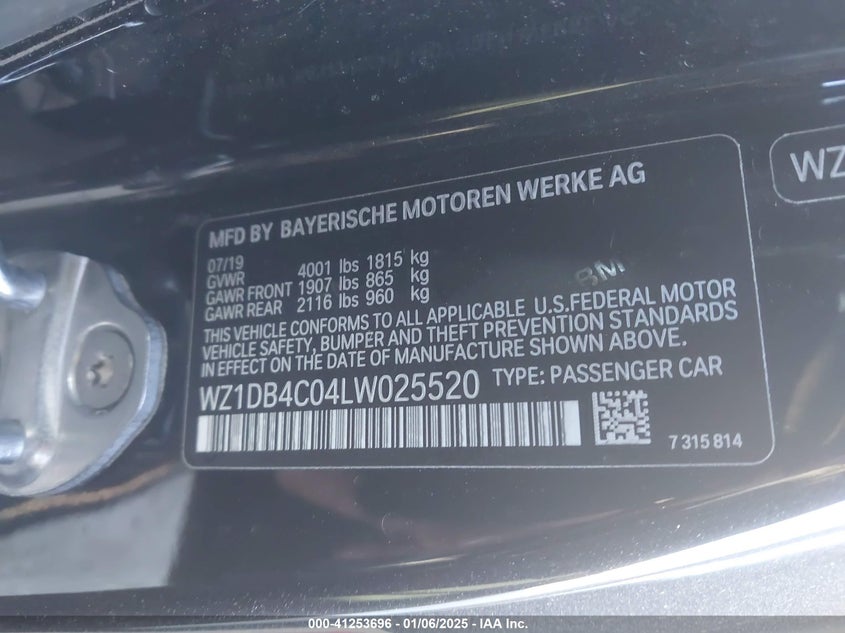 MFD BY BAYERISCHE MOTOREN WERKE AG
07/19
GVWR 4001 lbs 1815 kg
GAWR FRONT 1907 lbs 865 kg
GAWR REAR 2116 lbs 960 kg
BM
THIS VEHICLE CONFORMS TO ALL APPLICABLE U.S.FEDERAL MOTOR
VEHICLE SAFETY, BUMPER AND THEFT PREVENTION STANDARDS
IN EFFECT ON THE DATE OF MANUFACTURE SHOWN ABOVE.
WZ1DB4C04LW025520 TYPE: PASSENGER CAR
7 315 814
WZ
000-41253696 - 01/06/2025 - IAA Inc.